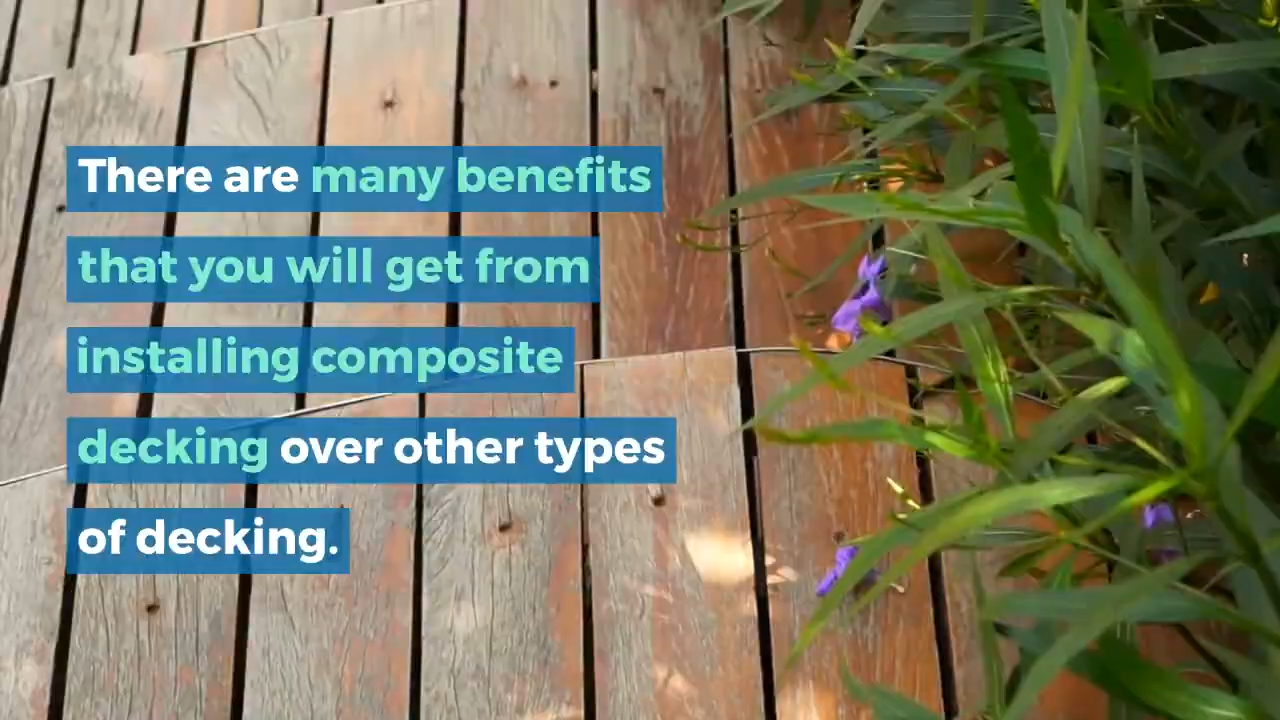 There are many benefits
that you will get from
installing composite
decking over other types
of decking.